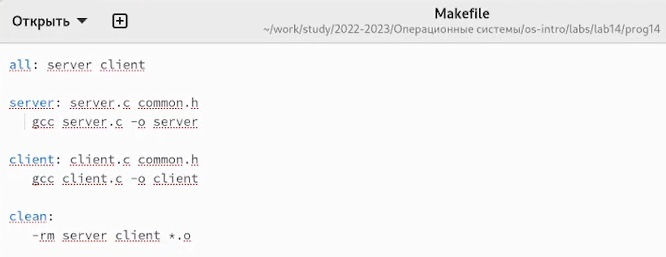 Открыть
Makefile
~/work/study/2022-2023/Операционные системы/os-intro/labs/lab14/prog14
all: server client
server: server.c common.h
gcc server.c -o server
client: client.c common.h
gcc client.c -o client
clean:
-rm server client *.o